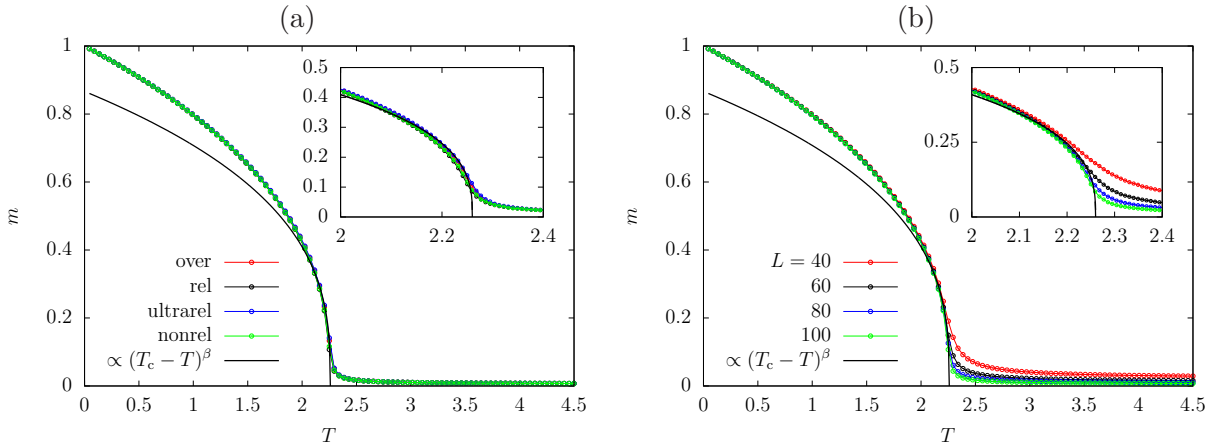 (a)
1
0.8
0.6
0.4
0.2
0
m
0 0.5 1 1.5 2 2.5 3 3.5 4 4.5
T
over
rel
ultrarel
nonrel
∝ (T_c − T)^β
0.5
0.4
0.3
0.2
0.1
0
2 2.2 2.4
(b)
1
0.8
0.6
0.4
0.2
0
m
0 0.5 1 1.5 2 2.5 3 3.5 4 4.5
T
L = 40
60
80
100
∝ (T_c − T)^β
0.5
0.25
0
2 2.1 2.2 2.3 2.4